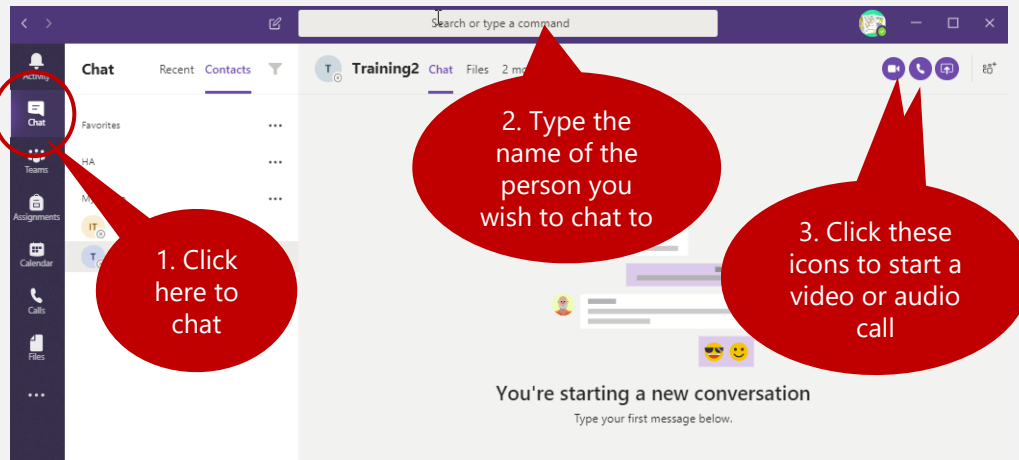 Search or type a command
Activity
Chat
Teams
Assignments
Calendar
Calls
Files
Chat Recent Contacts
Favorites
HA
IT
T
T Training2 Chat Files 2
1. Click
here to
chat
2. Type the
name of the
person you
wish to chat to
3. Click these
icons to start a
video or audio
call
You're starting a new conversation
Type your first message below.